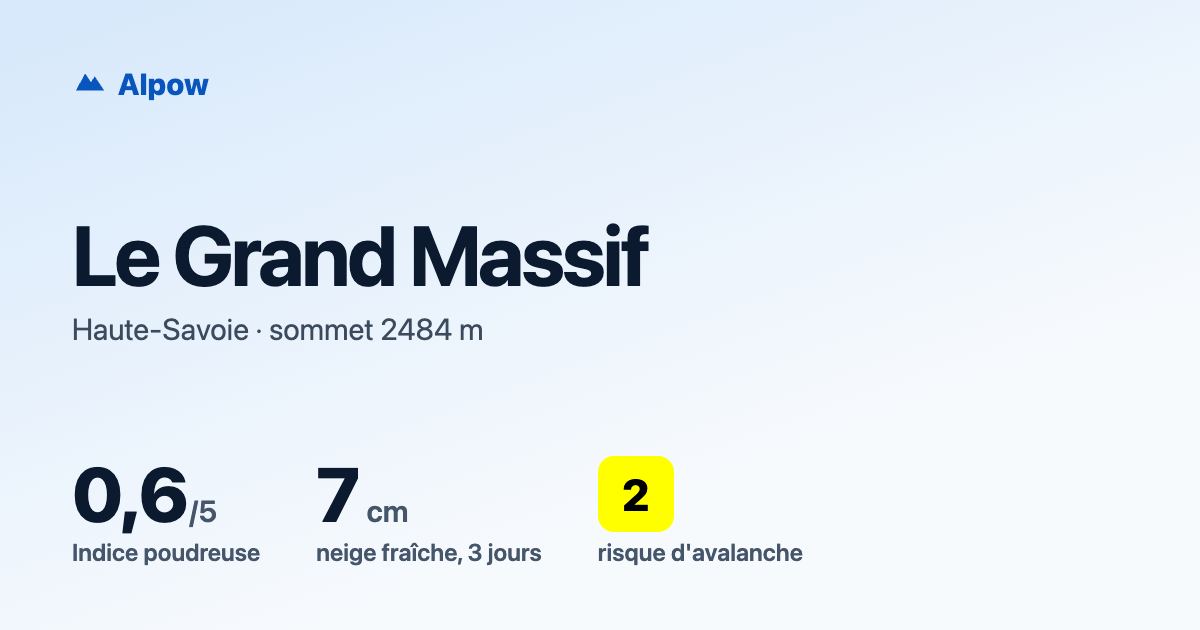 Alpow
Le Grand Massif
Haute-Savoie · sommet 2484 m
0,6/5
Indice poudreuse
7 cm
neige fraîche, 3 jours
2
risque d'avalanche